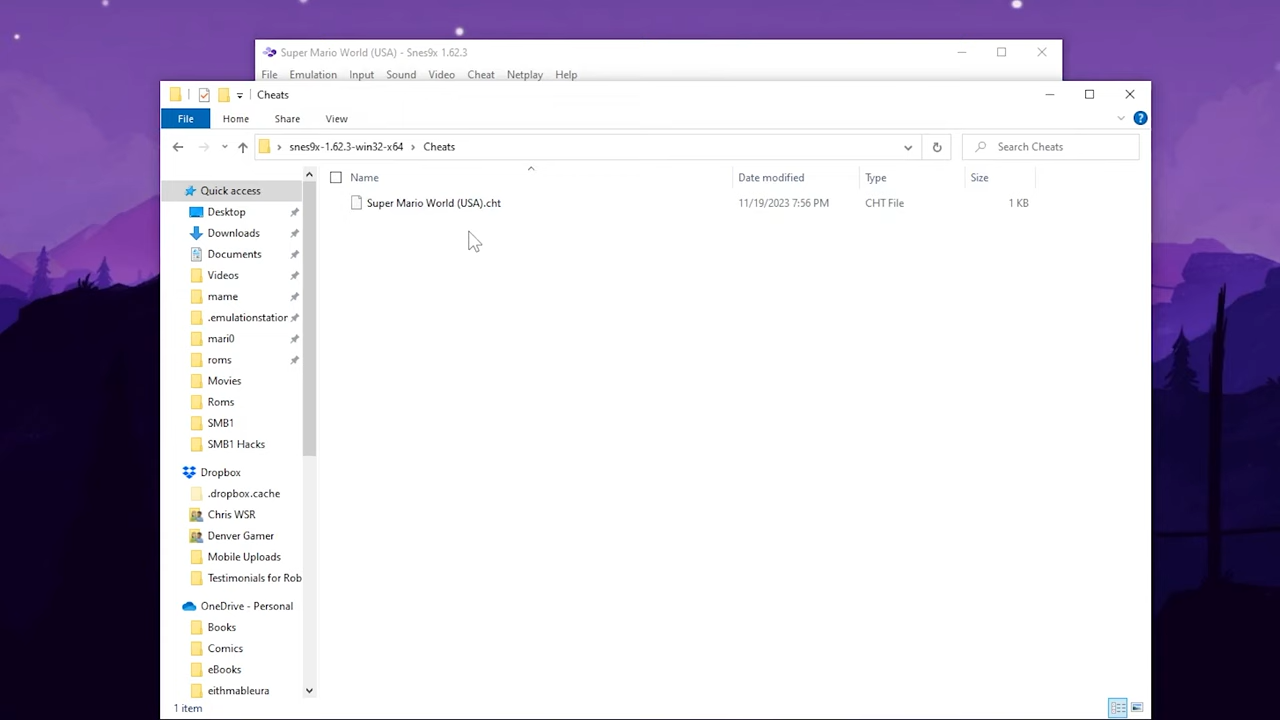 Super Mario World (USA) - Snes9x 1.62.3
File Emulation Input Sound Video Cheat Netplay Help
Cheats
File Home Share View
snes9x-1.62.3-win32-x64 › Cheats
Search Cheats
Name Date modified Type Size
Super Mario World (USA).cht 11/19/2023 7:56 PM CHT File 1 KB
Quick access
Desktop
Downloads
Documents
Videos
mame
.emulationstation
mari0
roms
Movies
Roms
SMB1
SMB1 Hacks
Dropbox
.dropbox.cache
Chris WSR
Denver Gamer
Mobile Uploads
Testimonials for Rob
OneDrive - Personal
Books
Comics
eBooks
eithmableura
1 item